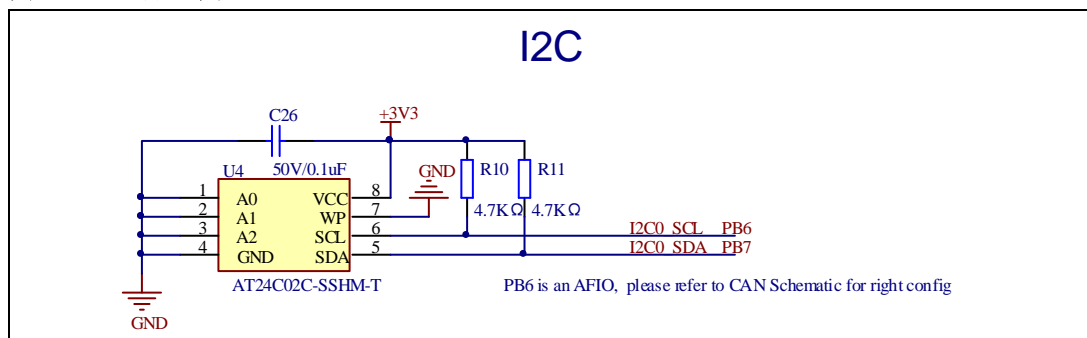 I2C
C26
+3V3
U4
50V/0.1uF
GND
R10
R11
1
A0
VCC
8
2
A1
WP
7
4.7KΩ
4.7KΩ
3
A2
SCL
6
I2C0_SCL
PB6
4
GND
SDA
5
I2C0_SDA
PB7
AT24C02C-SSHM-T
PB6 is an AFIO, please refer to CAN Schematic for right config
GND